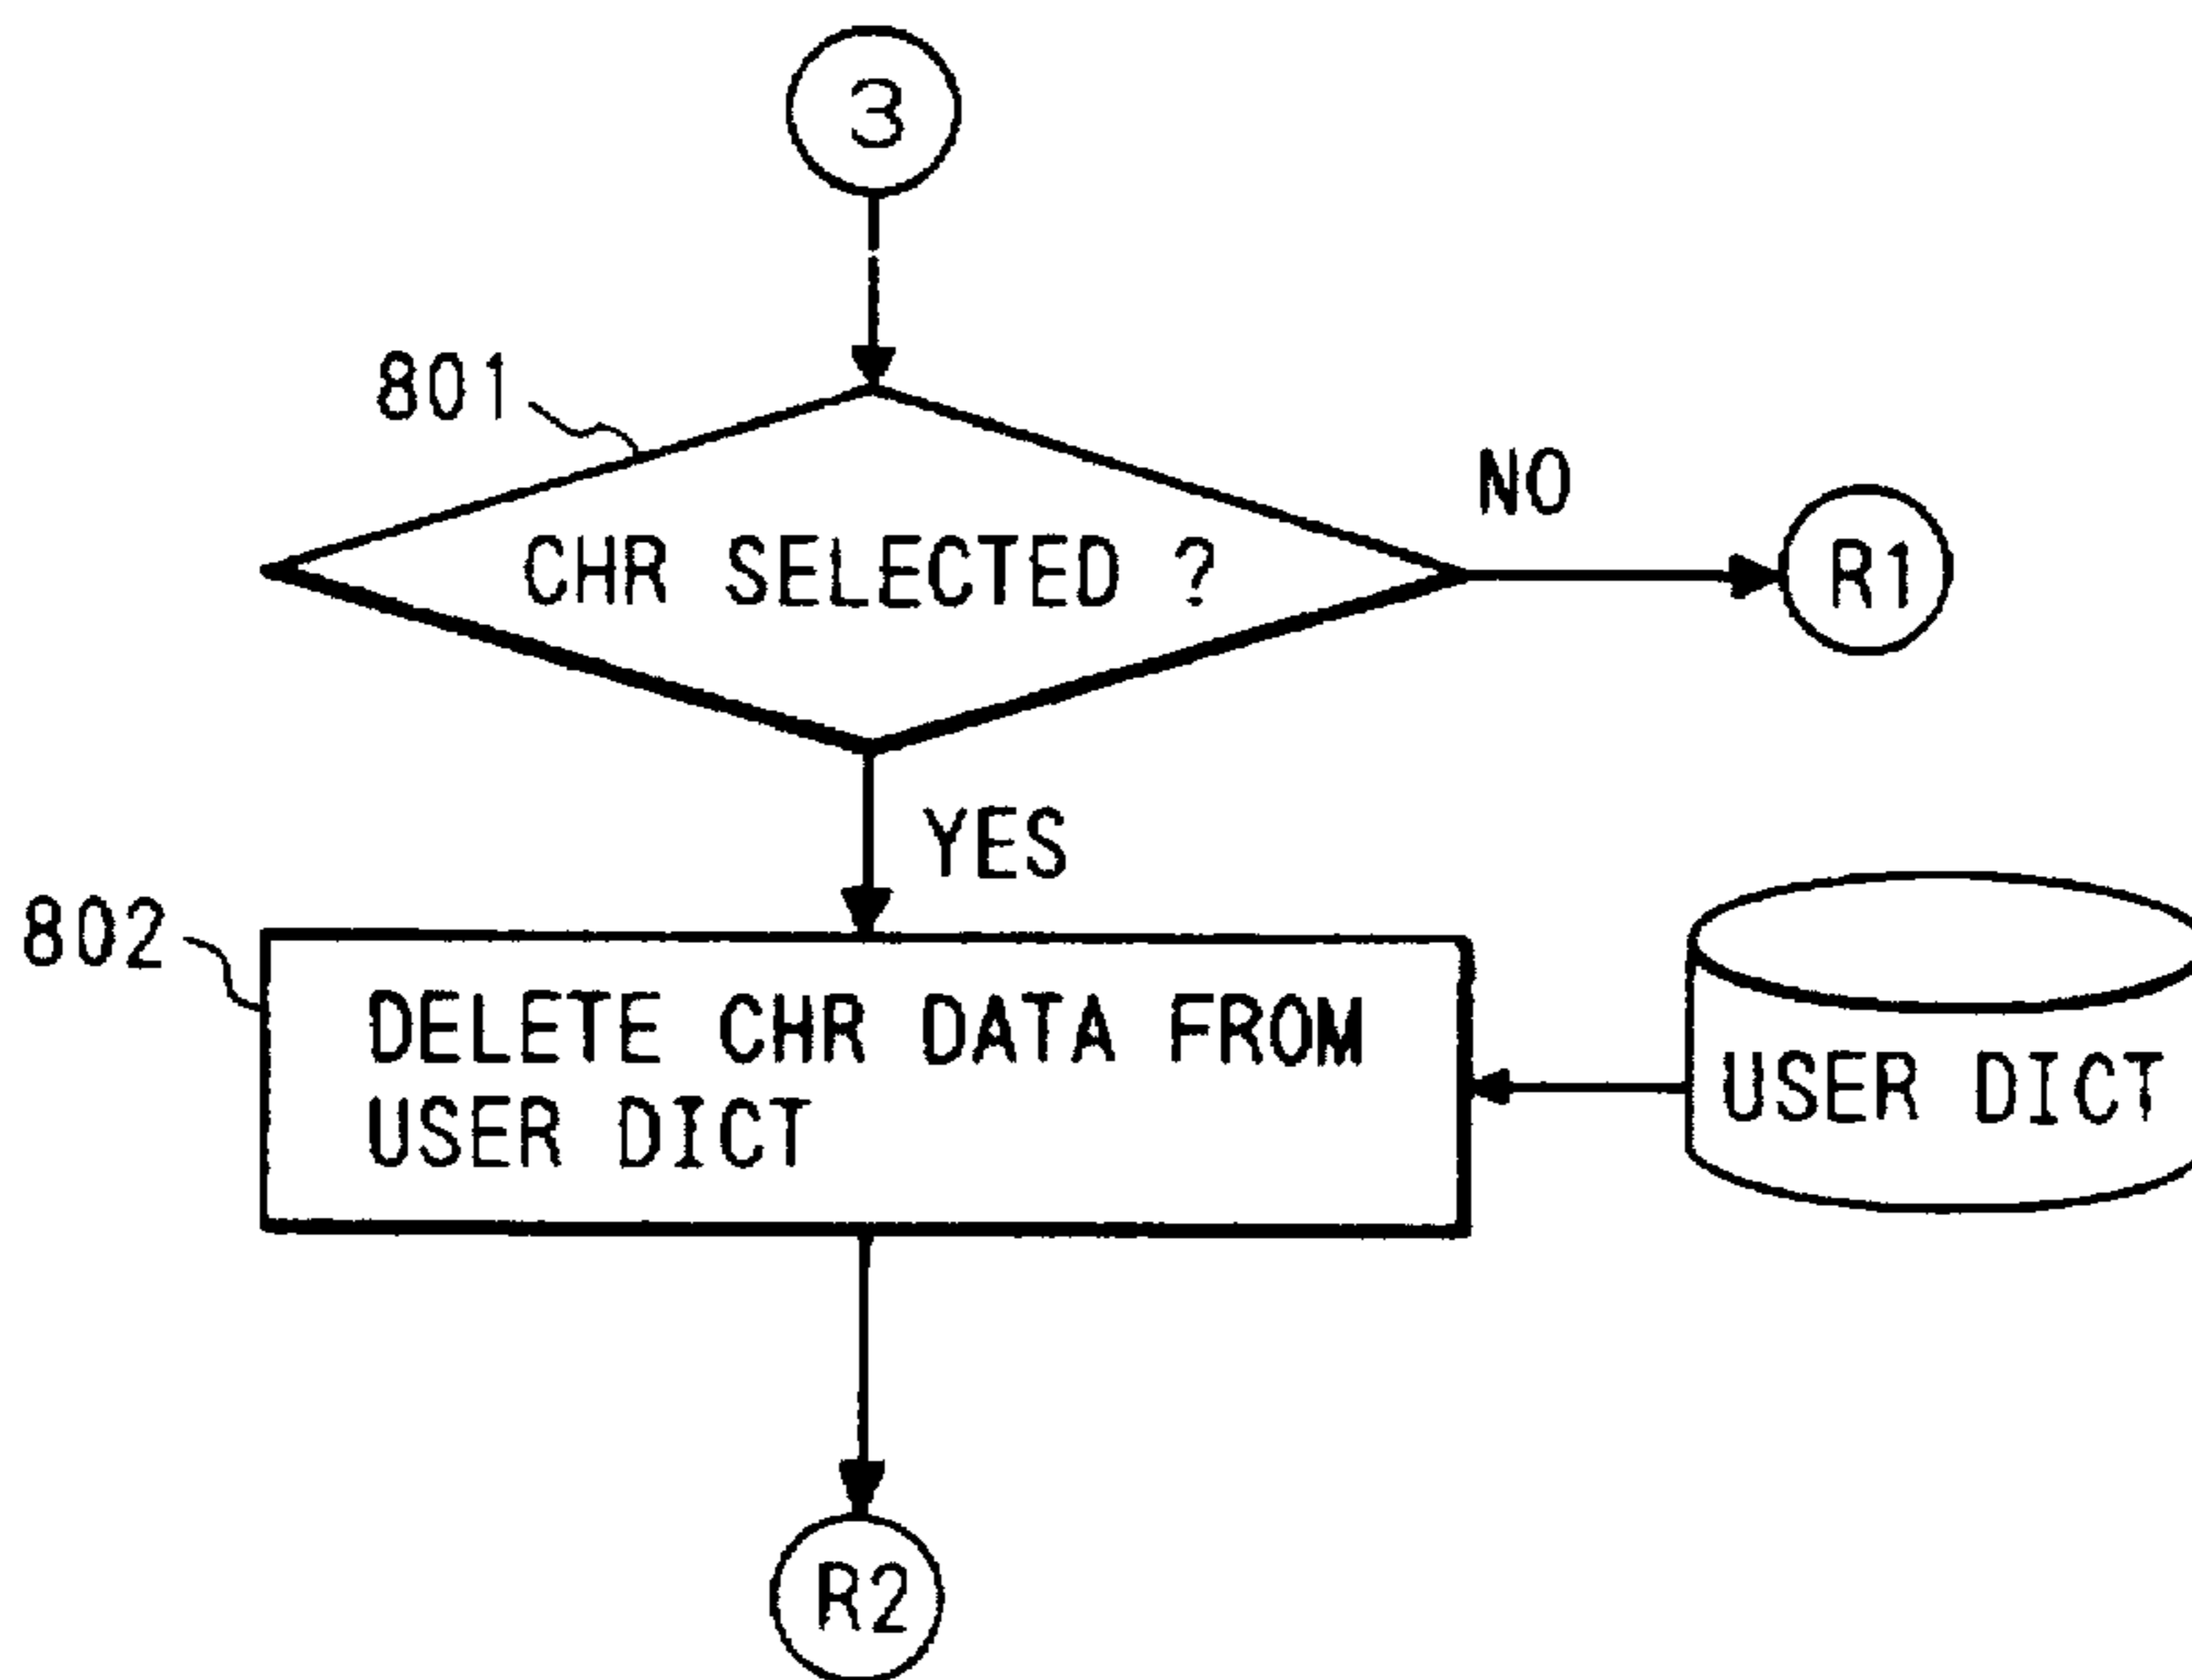 3
801
CHR SELECTED ?
NO
R1
YES
802
DELETE CHR DATA FROM
USER DICT
USER DICT
R2